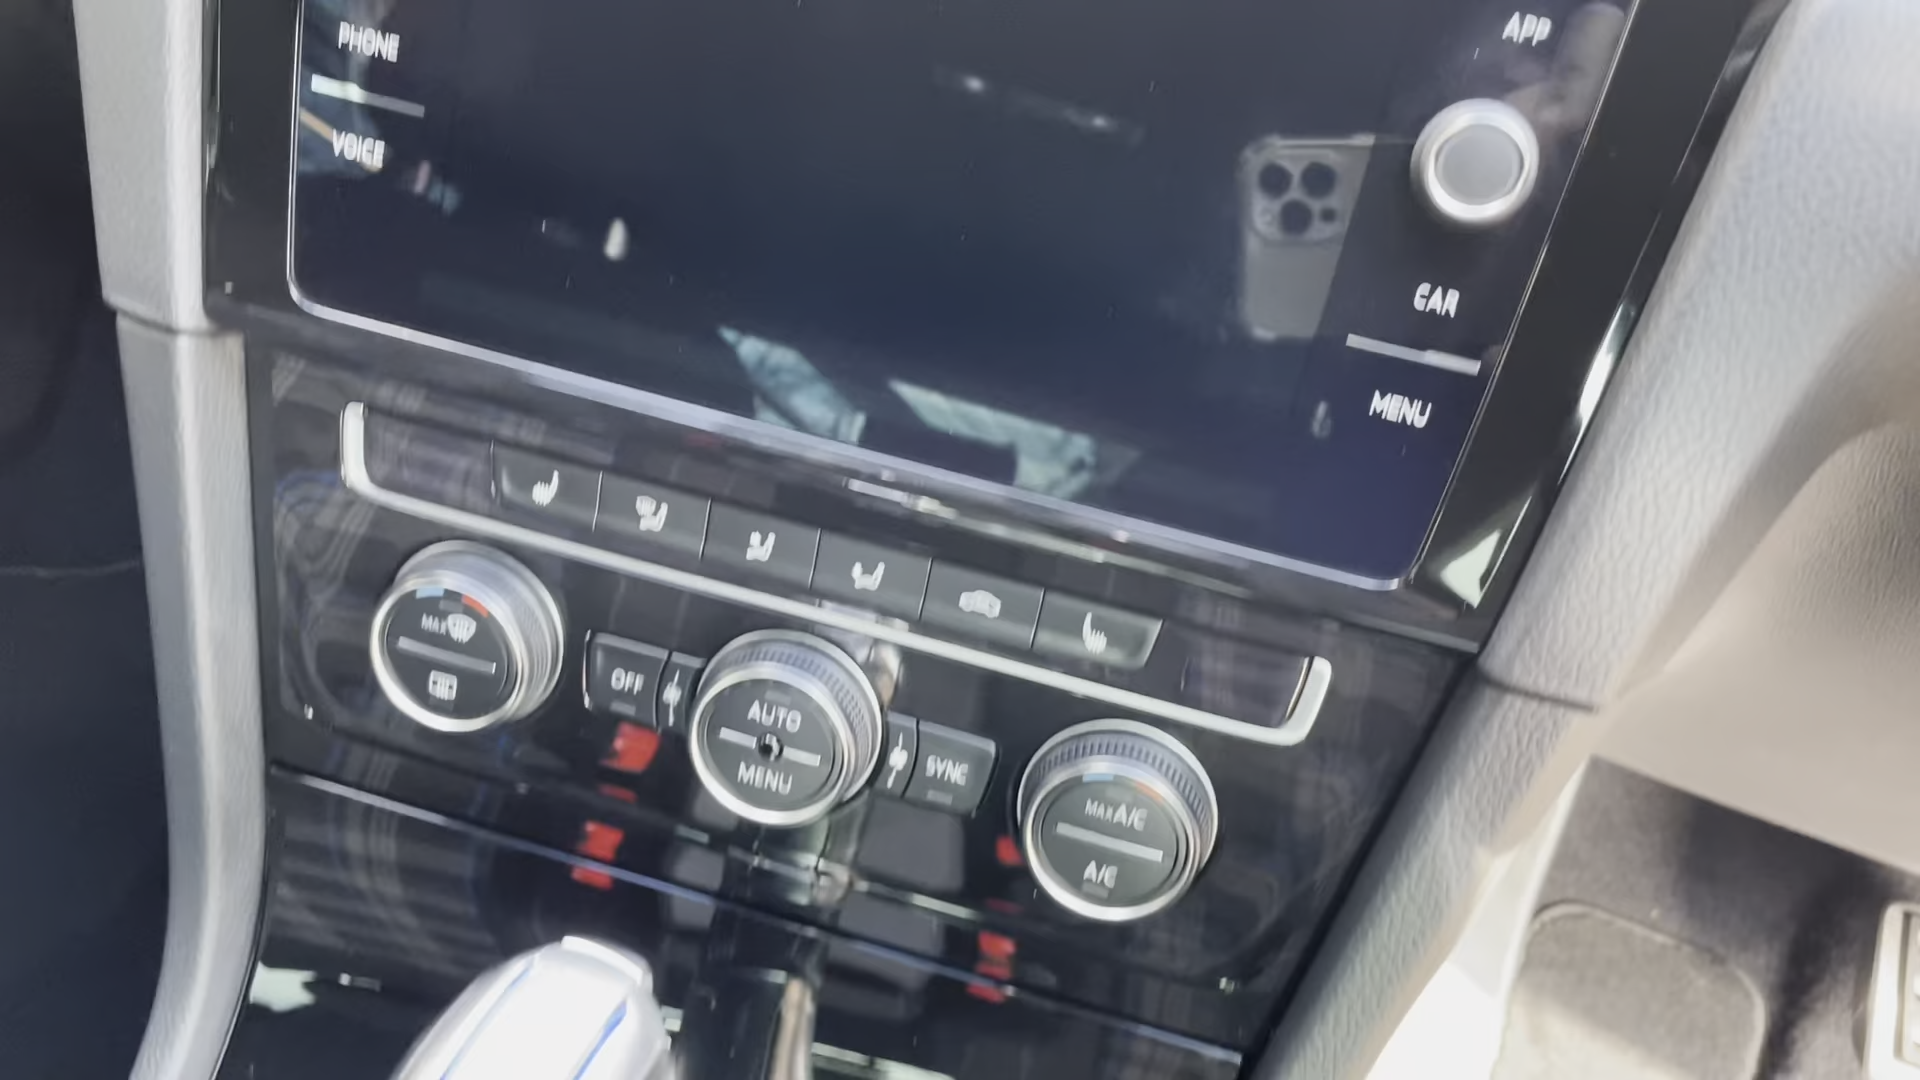 PHONE
VOICE
APP
CAR
MENU
MAX
OFF
AUTO
MENU
SYNC
MAX A/C
A/C